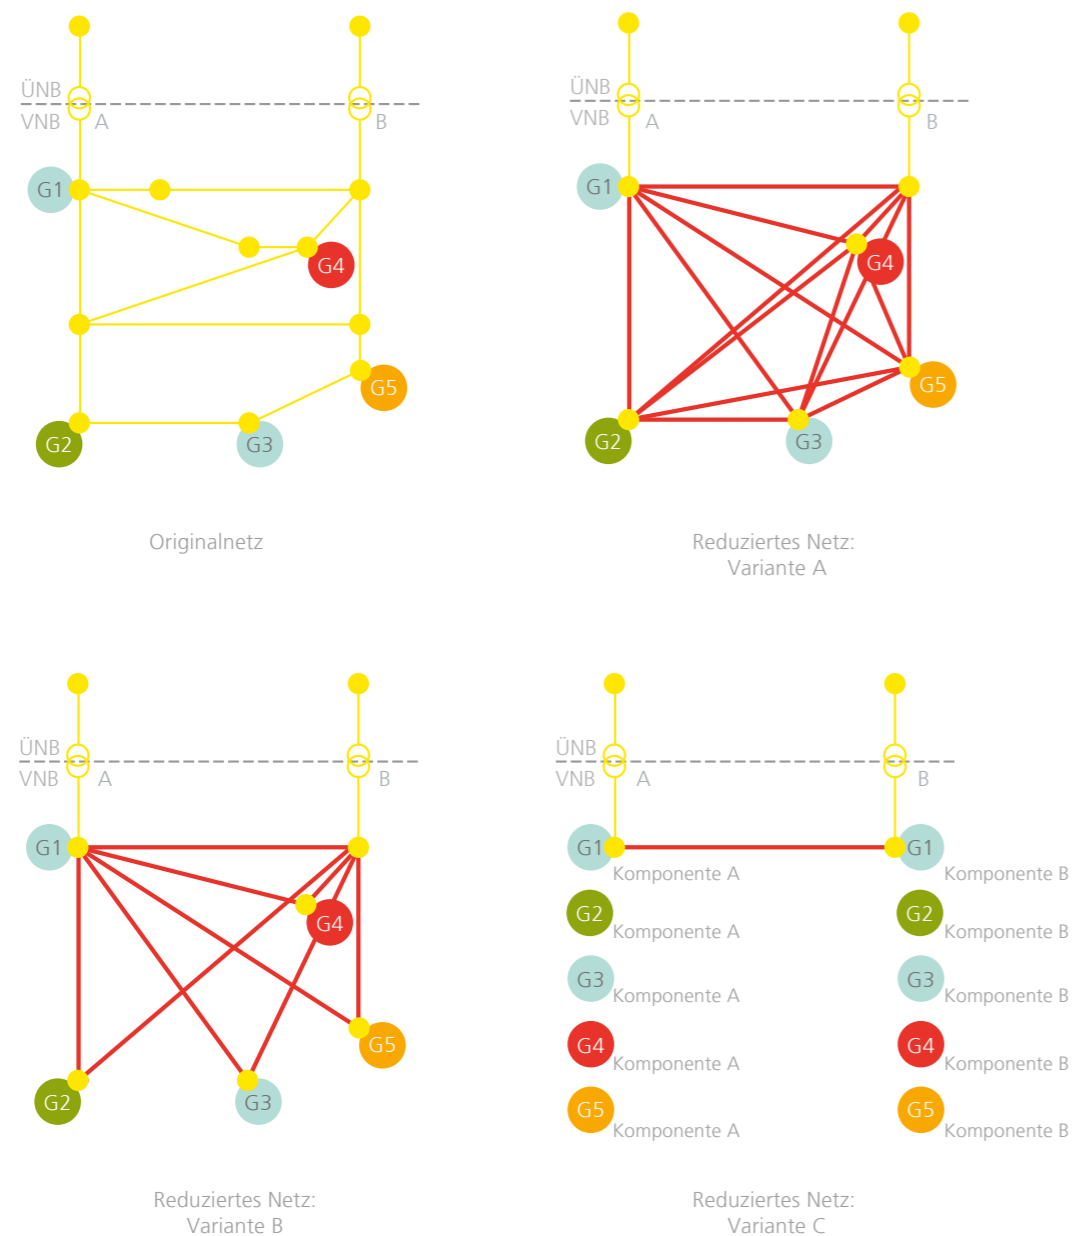 ÜNB
VNB A B
G1
G4
G5
G2 G3
Originalnetz
ÜNB
VNB A B
G1
G4
G5
G2 G3
Reduziertes Netz:
Variante A
ÜNB
VNB A B
G1
G4
G5
G2 G3
Reduziertes Netz:
Variante B
ÜNB
VNB A B
G1 G1
Komponente A Komponente B
G2 G2
Komponente A Komponente B
G3 G3
Komponente A Komponente B
G4 G4
Komponente A Komponente B
G5 G5
Komponente A Komponente B
Reduziertes Netz:
Variante C